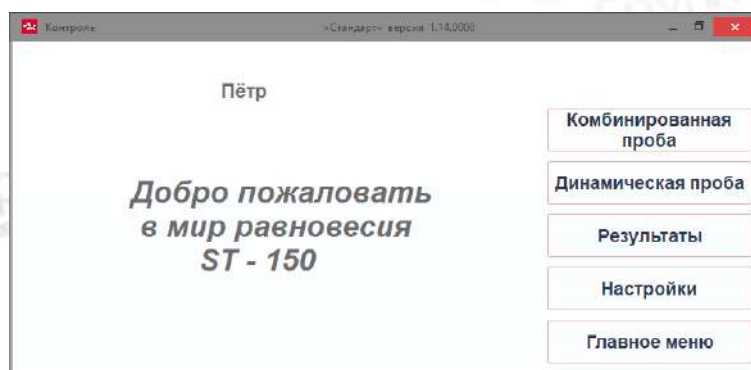 Контроль
«Стандарт» версия 1.14.0000
Пётр
Добро пожаловать
в мир равновесия
ST - 150
Комбинированная
проба
Динамическая проба
Результаты
Настройки
Главное меню